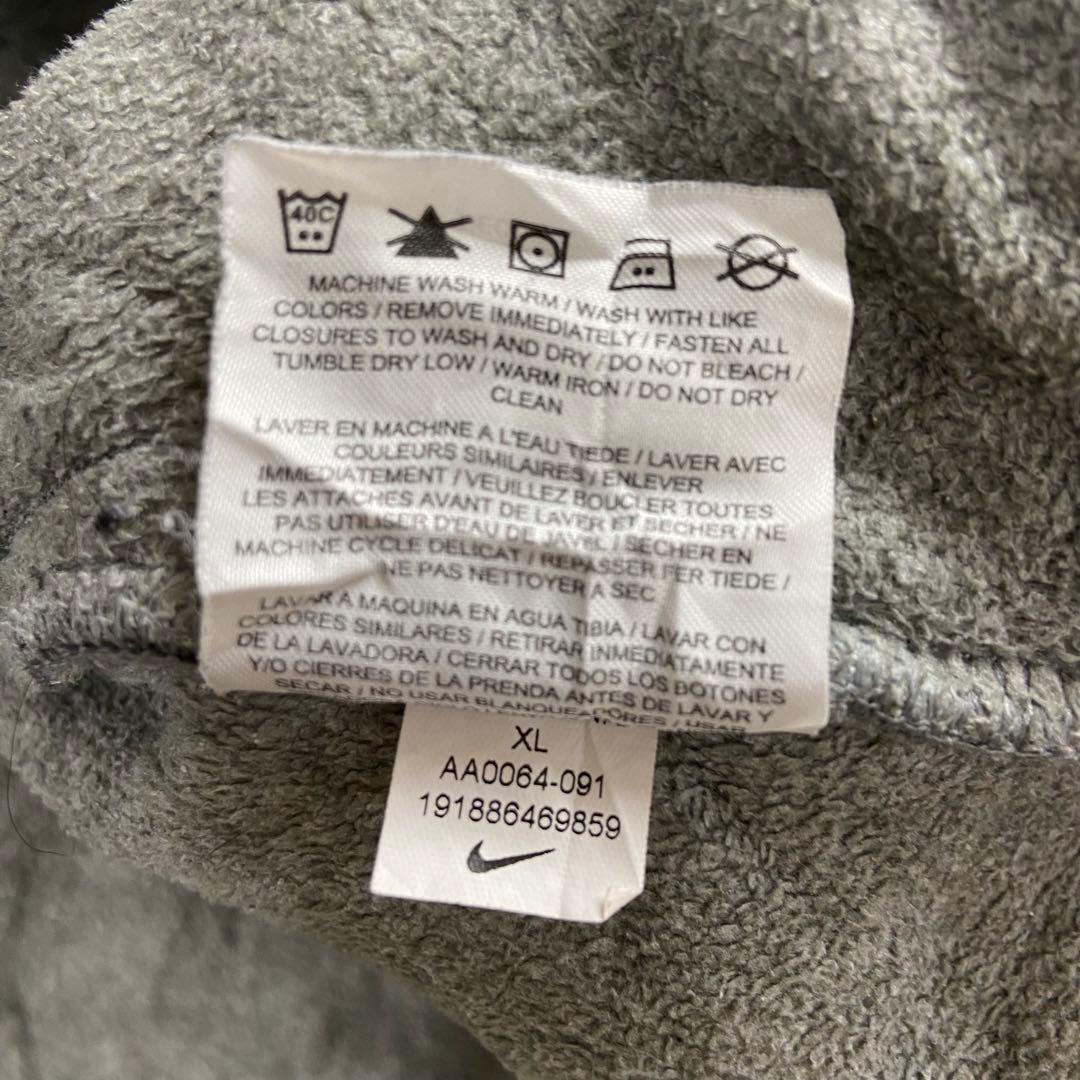 40C
MACHINE WASH WARM / WASH WITH LIKE
COLORS / REMOVE IMMEDIATELY / FASTEN ALL
CLOSURES TO WASH AND DRY / DO NOT BLEACH /
TUMBLE DRY LOW / WARM IRON / DO NOT DRY
CLEAN
LAVER EN MACHINE A L'EAU TIEDE / LAVER AVEC
COULEURS SIMILAIRES / ENLEVER
IMMEDIATEMENT / VEUILLEZ BOUCLER TOUTES
LES ATTACHES AVANT DE LAVER ET SECHER / NE
PAS UTILISER D'EAU DE JAVEL / SECHER EN
MACHINE CYCLE DELICAT / REPASSER FER TIEDE /
NE PAS NETTOYER A SEC
LAVAR A MAQUINA EN AGUA TIBIA / LAVAR CON
COLORES SIMILARES / RETIRAR INMEDIATAMENTE
DE LA LAVADORA / CERRAR TODOS LOS BOTONES
Y/O CIERRES DE LA PRENDA ANTES DE LAVAR Y
SECAR / NO USAR BLANQUEADORES / USAR
XL
AA0064-091
191886469859